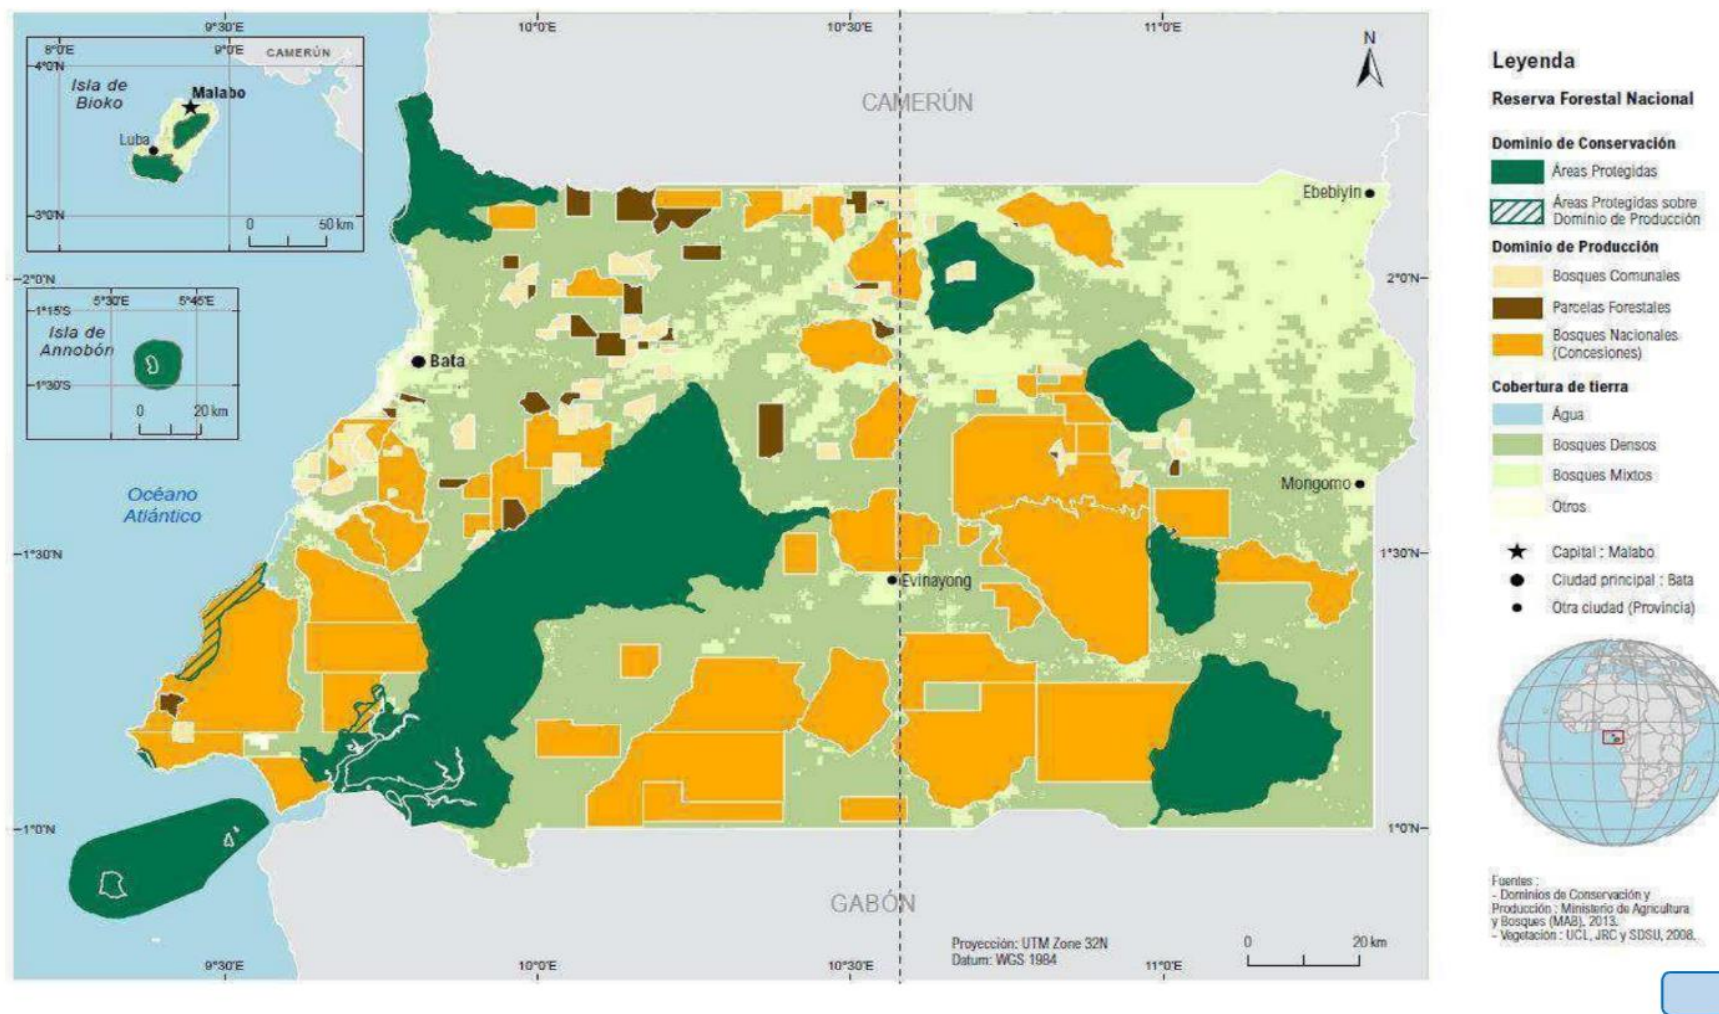 9°30'E
10°0'E
10°30'E
11°0'E
8°0'E
9°0'E
CAMERÚN
4°0'N
Isla de
Bioko
Malabo
Luba
3°0'N
0
50 km
N
CAMERÚN
Ebebiyin
2°0'N
2°0'N
5°30'E
5°45'E
1°15'S
Isla de
Annobón
1°30'S
0
20 km
Bata
Océano
Atlántico
Mongomo
1°30'N
1°30'N
Evinayong
1°0'N
1°0'N
GABÓN
Proyección: UTM Zone 32N
Datum: WGS 1984
0
20 km
9°30'E
10°0'E
10°30'E
11°0'E
Leyenda
Reserva Forestal Nacional
Dominio de Conservación
Áreas Protegidas
Áreas Protegidas sobre
Dominio de Producción
Dominio de Producción
Bosques Comunales
Parcelas Forestales
Bosques Nacionales
(Concesiones)
Cobertura de tierra
Água
Bosques Densos
Bosques Mixtos
Otros
Capital : Malabo
Ciudad principal : Bata
Otra ciudad (Provincia)
Fuentes :
- Dominios de Conservación y
Producción : Ministerio de Agricultura
y Bosques (MAB), 2013.
- Vegetación : UCL, JRC y SDSU, 2008.